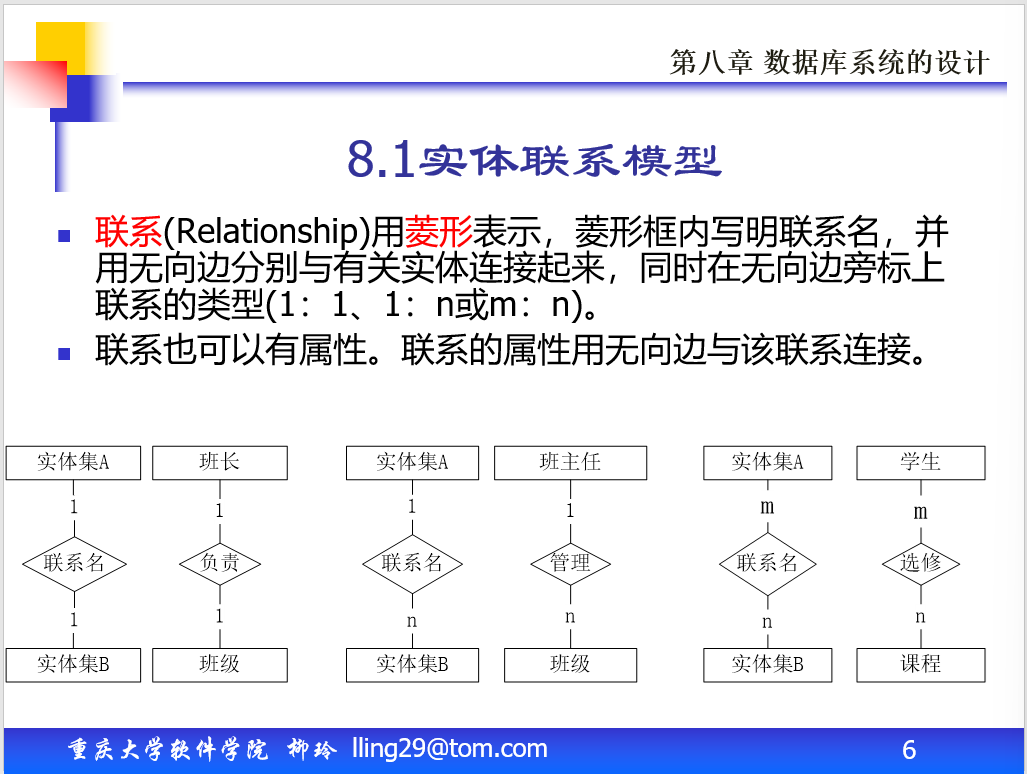 第八章 数据库系统的设计
8.1实体联系模型
联系(Relationship)用菱形表示，菱形框内写明联系名，并
用无向边分别与有关实体连接起来，同时在无向边旁标上
联系的类型(1：1、1：n或m：n)。
联系也可以有属性。联系的属性用无向边与该联系连接。
实体集A 班长 实体集A 班主任 实体集A 学生
1 1 1 1 m m
联系名 负责 联系名 管理 联系名 选修
1 1 n n n n
实体集B 班级 实体集B 班级 实体集B 课程
重庆大学软件学院 柳玲 lling29@tom.com 6